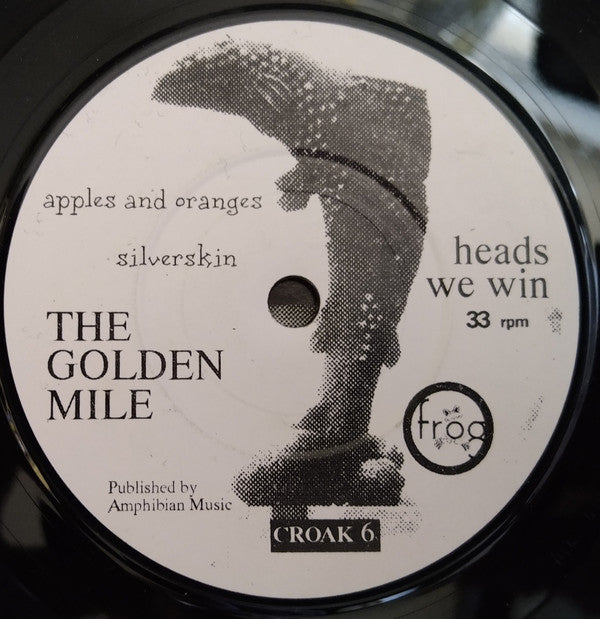 apples and oranges
silverskin
heads
we win
33 rpm
THE
GOLDEN
MILE
frog
Published by
Amphibian Music
CROAK 6